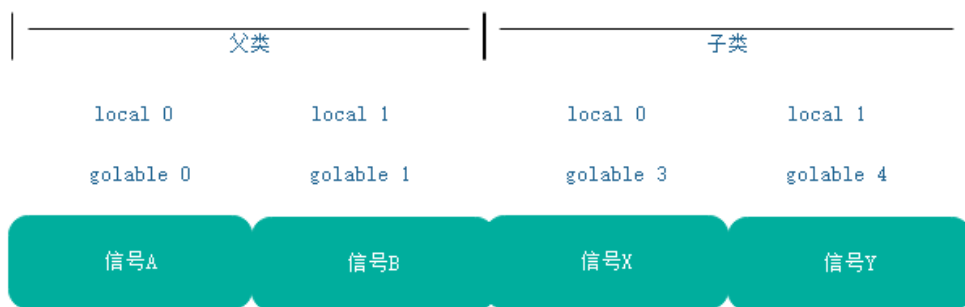 父类 子类
local 0 local 1 local 0 local 1
golable 0 golable 1 golable 3 golable 4
信号A 信号B 信号X 信号Y